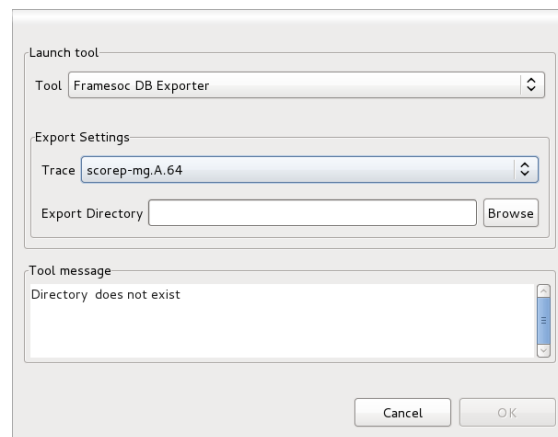 Launch tool
Tool Framesoc DB Exporter
Export Settings
Trace scorep-mg.A.64
Export Directory Browse
Tool message
Directory  does not exist
Cancel OK